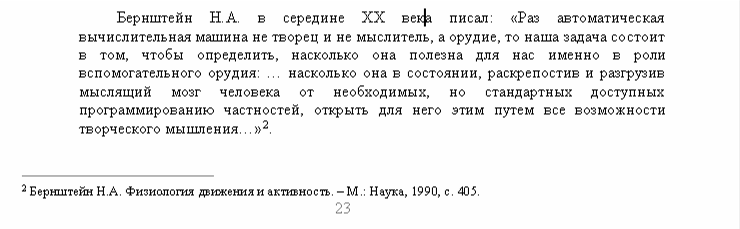 Бернштейн Н.А. в середине XX века писал: «Раз автоматическая
вычислительная машина не творец и не мыслитель, а орудие, то наша задача состоит
в том, чтобы определить, насколько она полезна для нас именно в роли
вспомогательного орудия: … насколько она в состоянии, раскрепостив и разгрузив
мыслящий мозг человека от необходимых, но стандартных доступных
программированию частностей, открыть для него этим путем все возможности
творческого мышления…»².
² Бернштейн Н.А. Физиология движения и активность. – М.: Наука, 1990, с. 405.
23